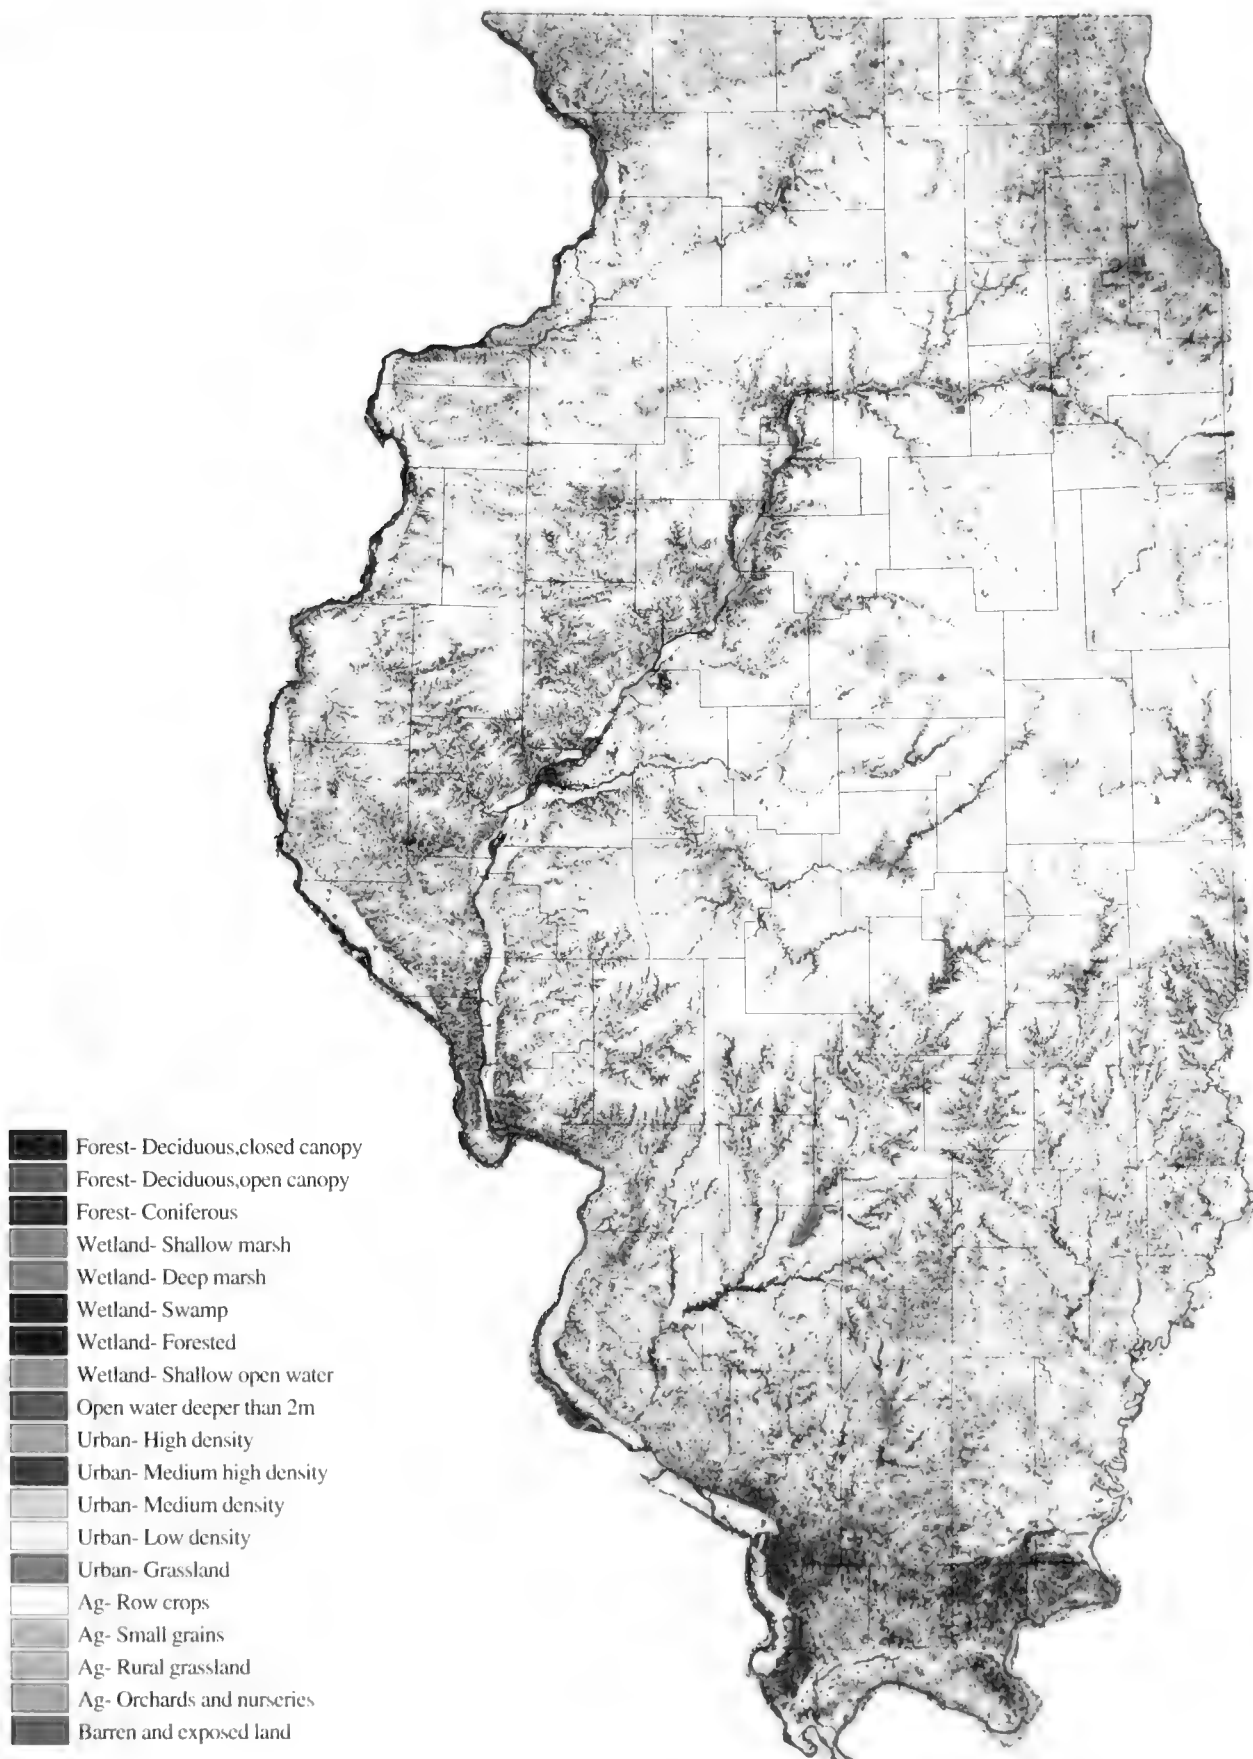 Forest- Deciduous,closed canopy
Forest- Deciduous,open canopy
Forest- Coniferous
Wetland- Shallow marsh
Wetland- Deep marsh
Wetland- Swamp
Wetland- Forested
Wetland- Shallow open water
Open water deeper than 2m
Urban- High density
Urban- Medium high density
Urban- Medium density
Urban- Low density
Urban- Grassland
Ag- Row crops
Ag- Small grains
Ag- Rural grassland
Ag- Orchards and nurseries
Barren and exposed land